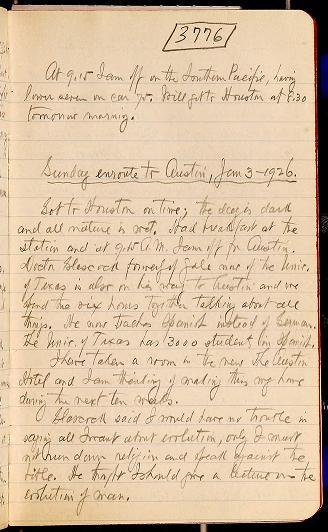 3776
At 9.15 I am off on the Southern Pacific, having
lower seven on car 95. Will get to Houston at 8.30
tomorrow morning.
Sunday enroute to Austin, Jan 3-1926.
Got to Houston on time; the day is dark
and all nature is wet. Had breakfast at the
station and at 9.15 A.M. I am off for Austin.
Doctor Glascock formerly of Yale now of the Univ.
of Texas is also on his way to Austin and we
spend the six hours together talking about all
things. He now teaches Spanish instead of German.
The Univ. of Texas has 3000 students in Spanish.
I have taken a room in the new The Austin
Hotel and I am thinking of making this my home
during the next ten weeks.
Glascock said I would have no trouble in
saying all I want about evolution, only I must
not run down religion and speak against the
bible. He thought I should give a lecture on the
evolution of man.